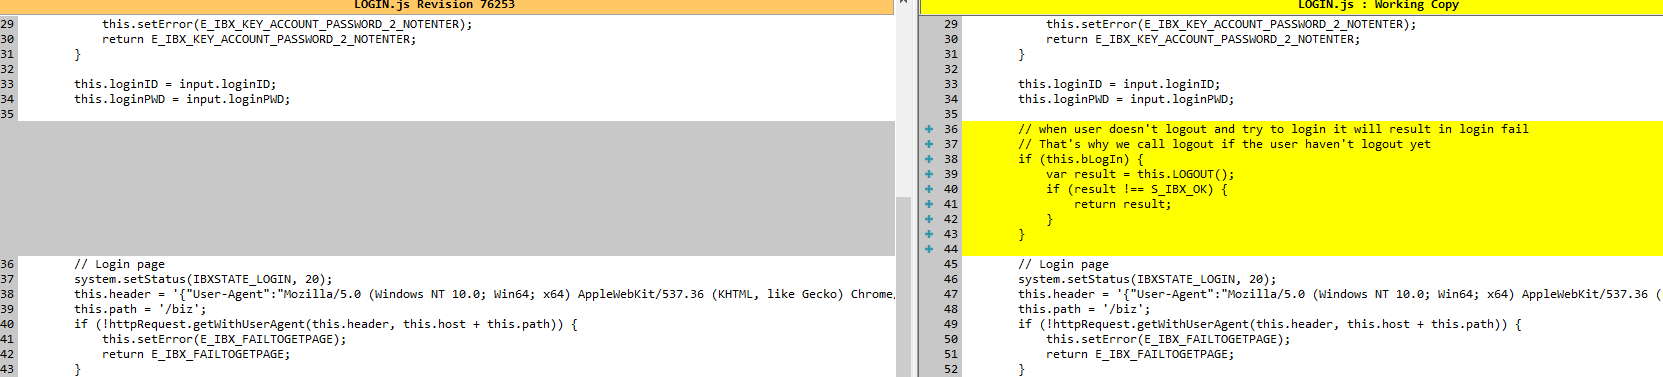 LOGIN.js Revision 76253
29 this.setError(E_IBX_KEY_ACCOUNT_PASSWORD_2_NOTENTER);
30 return E_IBX_KEY_ACCOUNT_PASSWORD_2_NOTENTER;
31 }
32
33 this.loginID = input.loginID;
34 this.loginPWD = input.loginPWD;
35
36 // Login page
37 system.setStatus(IBXSTATE_LOGIN, 20);
38 this.header = '{"User-Agent":"Mozilla/5.0 (Windows NT 10.0; Win64; x64) AppleWebKit/537.36 (KHTML, like Gecko) Chrome
39 this.path = '/biz';
40 if (!httpRequest.getWithUserAgent(this.header, this.host + this.path)) {
41 this.setError(E_IBX_FAILTOGETPAGE);
42 return E_IBX_FAILTOGETPAGE;
43 }
LOGIN.js : Working Copy
29 this.setError(E_IBX_KEY_ACCOUNT_PASSWORD_2_NOTENTER);
30 return E_IBX_KEY_ACCOUNT_PASSWORD_2_NOTENTER;
31 }
32
33 this.loginID = input.loginID;
34 this.loginPWD = input.loginPWD;
35
+ 36 // when user doesn't logout and try to login it will result in login fail
+ 37 // That's why we call logout if the user haven't logout yet
+ 38 if (this.bLogIn) {
+ 39 var result = this.LOGOUT();
+ 40 if (result !== S_IBX_OK) {
+ 41 return result;
+ 42 }
+ 43 }
+ 44
45 // Login page
46 system.setStatus(IBXSTATE_LOGIN, 20);
47 this.header = '{"User-Agent":"Mozilla/5.0 (Windows NT 10.0; Win64; x64) AppleWebKit/537.36 (
48 this.path = '/biz';
49 if (!httpRequest.getWithUserAgent(this.header, this.host + this.path)) {
50 this.setError(E_IBX_FAILTOGETPAGE);
51 return E_IBX_FAILTOGETPAGE;
52 }